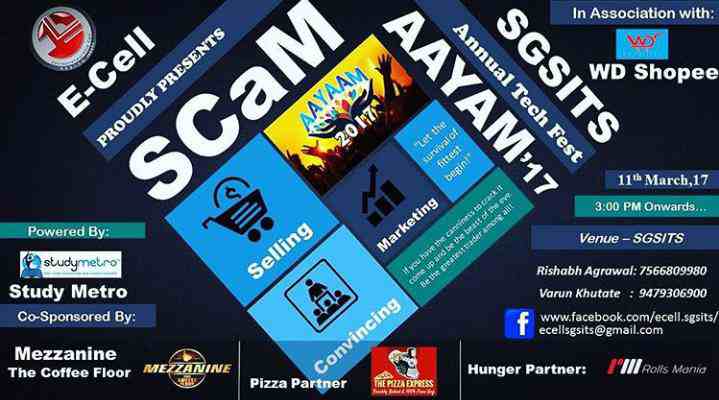 E-Cell
PROUDLY PRESENTS
SCaM
SGSITS
Annual Tech Fest
AAYAM'17
In Association with:
WD Shopee
AAYAAM
2017
"Let the
survival of
fittest
begin!"
Selling
Marketing
Convincing
If you have the canniness to crack it
come up and be the beast of the eve.
Be the greatest trader among all!
11th March,17
3:00 PM Onwards...
Venue – SGSITS
Rishabh Agrawal: 7566809980
Varun Khutate : 9479306900
www.facebook.com/ecell.sgsits/
ecellsgsits@gmail.com
Powered By:
studymetro
Study Metro
Co-Sponsored By:
Mezzanine
The Coffee Floor
MEZZANINE
Pizza Partner
THE PIZZA EXPRESS
Hunger Partner:
Rolls Mania